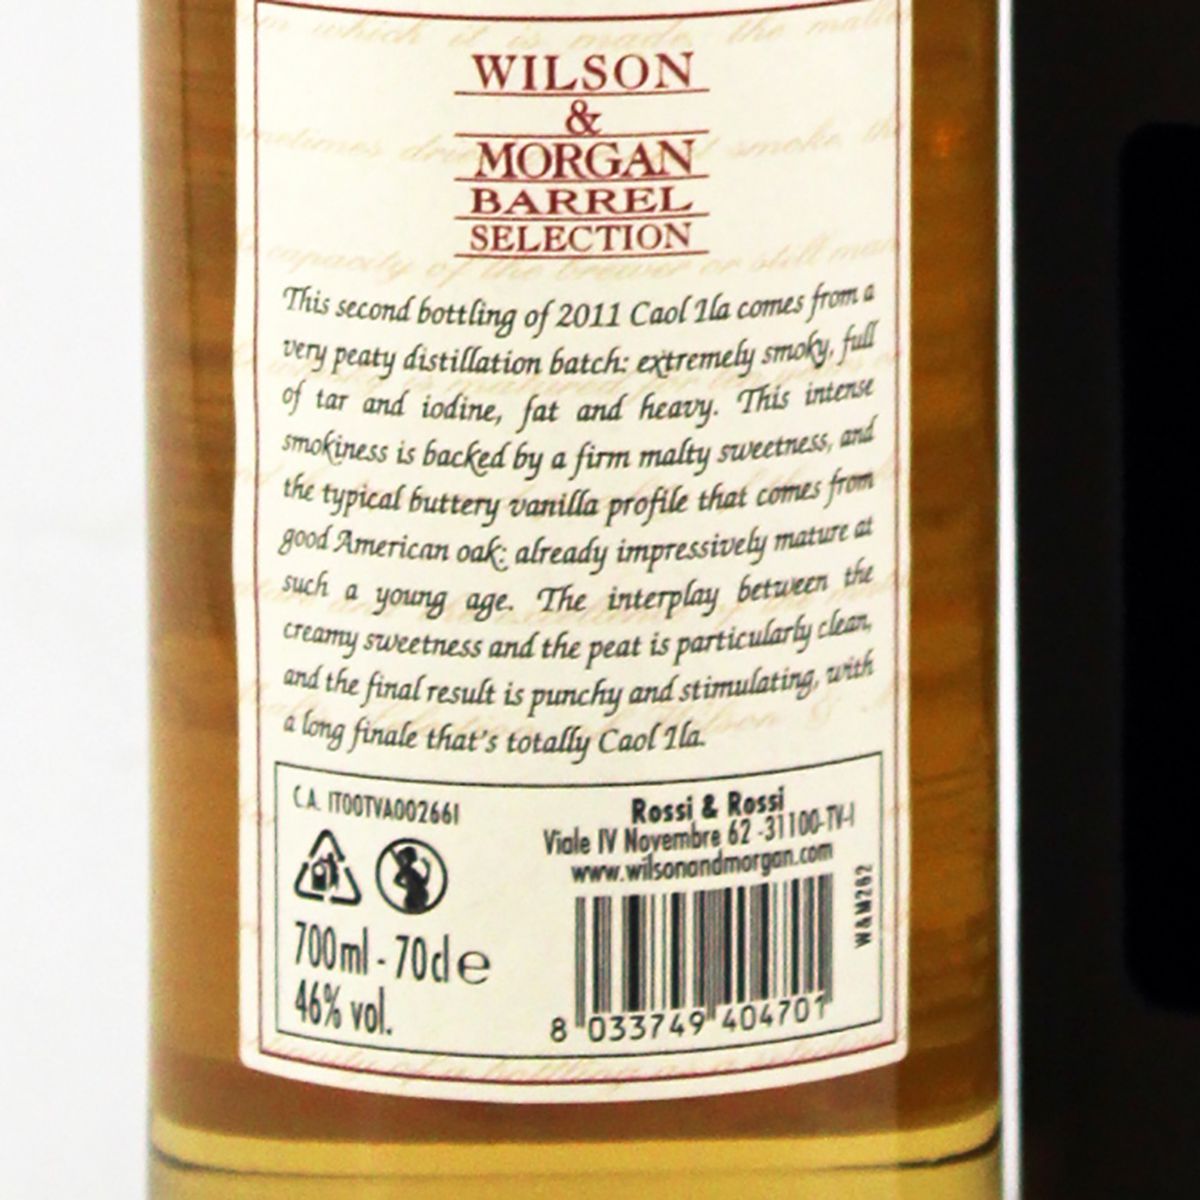 WILSON
&
MORGAN
BARREL
SELECTION
This second bottling of 2011 Caol Ila comes from a
very peaty distillation batch: extremely smoky, full
of tar and iodine, fat and heavy. This intense
smokiness is backed by a firm malty sweetness, and
the typical buttery vanilla profile that comes from
good American oak: already impressively mature at
such a young age. The interplay between the
creamy sweetness and the peat is particularly clean,
and the final result is punchy and stimulating, with
a long finale that's totally Caol Ila.
C.A. IT00TVA00266I
700ml - 70cl e
46% vol.
Rossi & Rossi
Viale IV Novembre 62 -31100-TV-I
www.wilsonandmorgan.com
W&M262
8 033749 404701